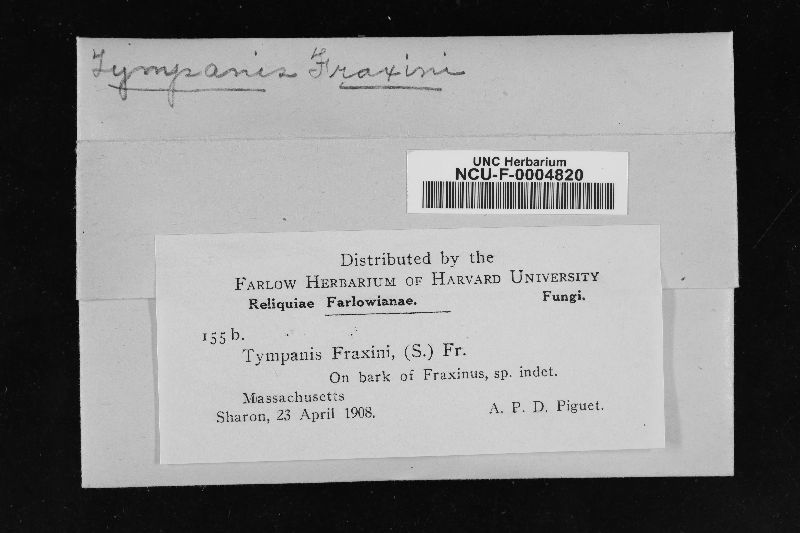 Tympanis Fraxini
UNC Herbarium
NCU-F-0004820
Distributed by the
FARLOW HERBARIUM OF HARVARD UNIVERSITY
Reliquiae Farlowianae. Fungi.
155 b.
Tympanis Fraxini, (S.) Fr.
On bark of Fraxinus, sp. indet.
Massachusetts
Sharon, 23 April 1908. A. P. D. Piguet.